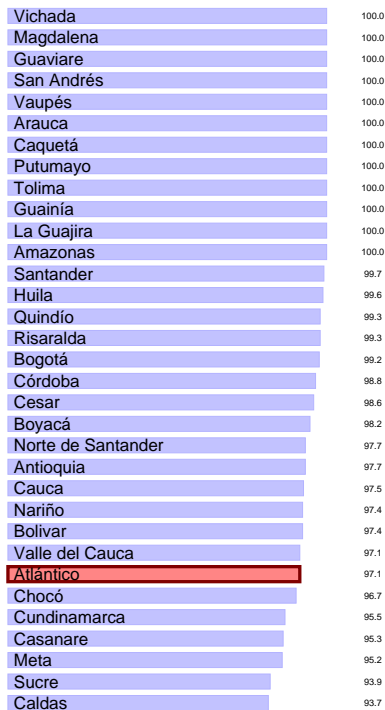 Vichada 100.0
Magdalena 100.0
Guaviare 100.0
San Andrés 100.0
Vaupés 100.0
Arauca 100.0
Caquetá 100.0
Putumayo 100.0
Tolima 100.0
Guainía 100.0
La Guajira 100.0
Amazonas 100.0
Santander 99.7
Huila 99.6
Quindío 99.3
Risaralda 99.3
Bogotá 99.2
Córdoba 98.8
Cesar 98.6
Boyacá 98.2
Norte de Santander 97.7
Antioquia 97.7
Cauca 97.5
Nariño 97.4
Bolivar 97.4
Valle del Cauca 97.1
Atlántico 97.1
Chocó 96.7
Cundinamarca 95.5
Casanare 95.3
Meta 95.2
Sucre 93.9
Caldas 93.7